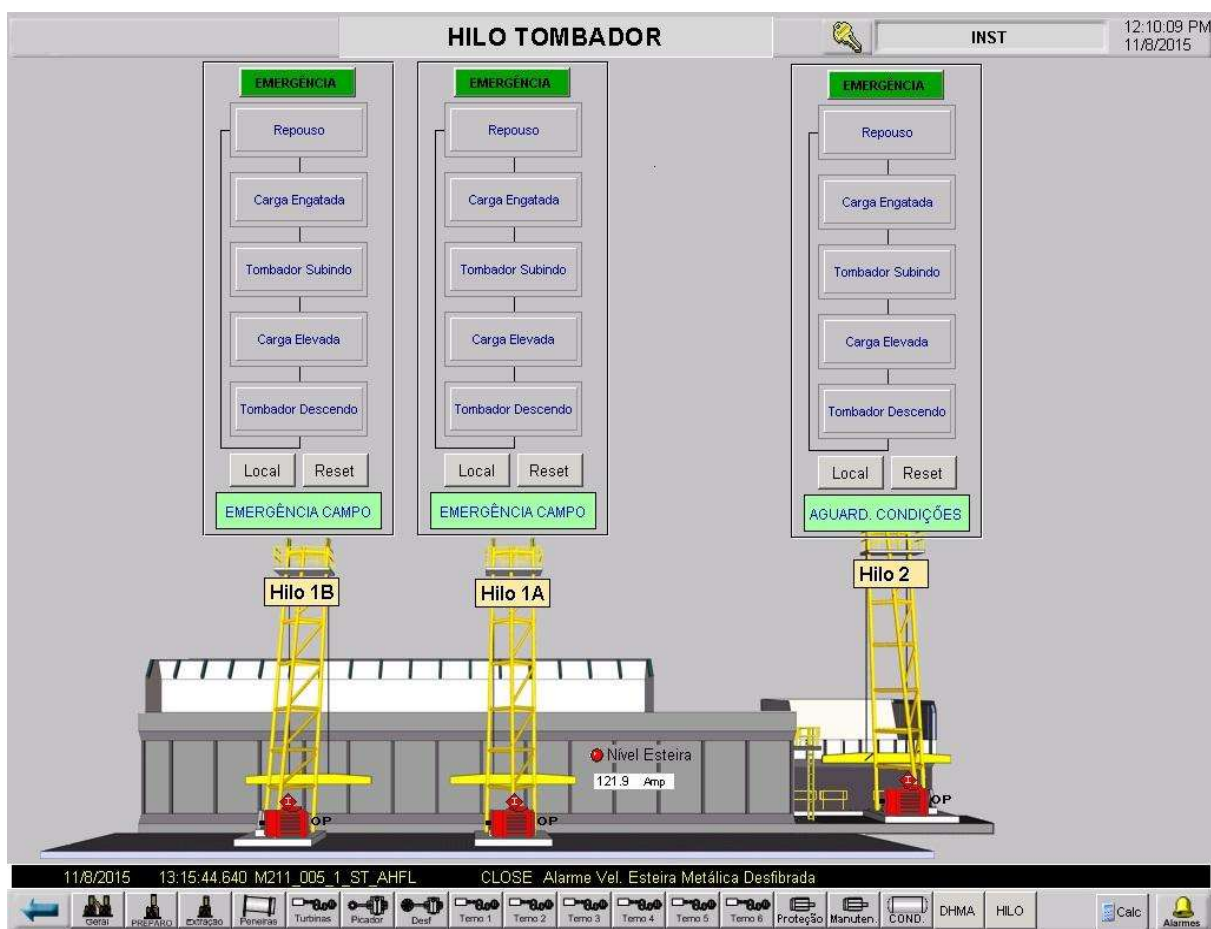 HILO TOMBADOR
INST
12:10:09 PM
11/8/2015
EMERGÊNCIA
Repouso
Carga Engatada
Tombador Subindo
Carga Elevada
Tombador Descendo
Local Reset
EMERGÊNCIA CAMPO
Hilo 1B
EMERGÊNCIA
Repouso
Carga Engatada
Tombador Subindo
Carga Elevada
Tombador Descendo
Local Reset
EMERGÊNCIA CAMPO
Hilo 1A
EMERGÊNCIA
Repouso
Carga Engatada
Tombador Subindo
Carga Elevada
Tombador Descendo
Local Reset
AGUARD. CONDIÇÕES
Hilo 2
Nível Esteira
121.9 Amp
I OP
I OP
I OP
11/8/2015 13:15:44.640 M211_005_1_ST_AHFL CLOSE Alarme Vel. Esteira Metálica Desfibrada
Geral PREPARO Extração Peneiras Turbinas Picador Desf Terno 1 Terno 2 Terno 3 Terno 4 Terno 5 Terno 6 Proteção Manuten. COND. DHMA HILO Calc Alarmes